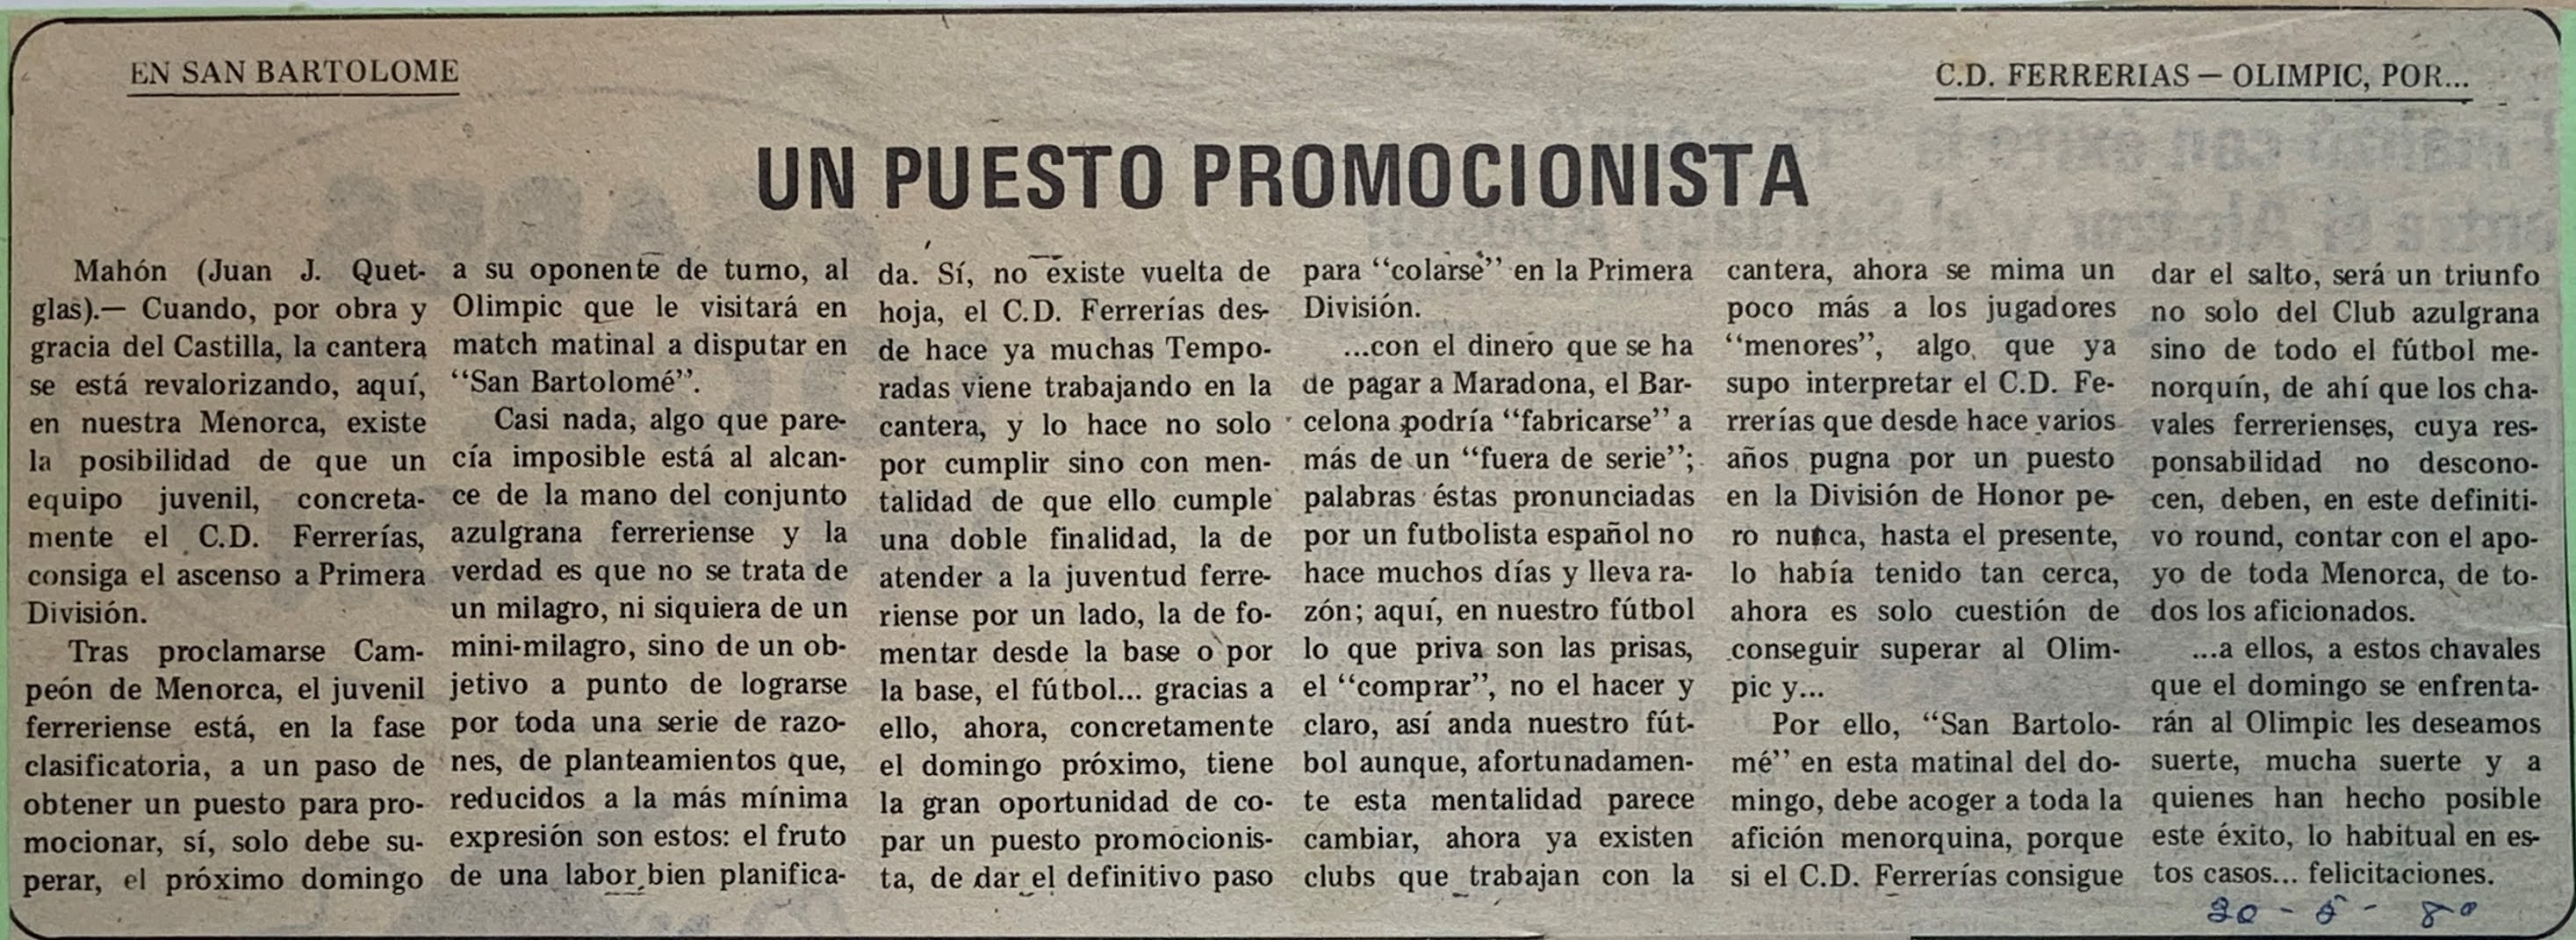 EN SAN BARTOLOME
C.D. FERRERIAS — OLIMPIC, POR...
UN PUESTO PROMOCIONISTA
Mahón (Juan J. Quet-
glas).— Cuando, por obra y
gracia del Castilla, la cantera
se está revalorizando, aquí,
en nuestra Menorca, existe
la posibilidad de que un
equipo juvenil, concreta-
mente el C.D. Ferrerías,
consiga el ascenso a Primera
División.
Tras proclamarse Cam-
peón de Menorca, el juvenil
ferreriense está, en la fase
clasificatoria, a un paso de
obtener un puesto para pro-
mocionar, sí, solo debe su-
perar, el próximo domingo
a su oponente de turno, al
Olimpic que le visitará en
match matinal a disputar en
“San Bartolomé”.
Casi nada, algo que pare-
cía imposible está al alcan-
ce de la mano del conjunto
azulgrana ferreriense y la
verdad es que no se trata de
un milagro, ni siquiera de un
mini-milagro, sino de un ob-
jetivo a punto de lograrse
por toda una serie de razo-
nes, de planteamientos que,
reducidos a la más mínima
expresión son estos: el fruto
de una labor bien planifica-
da. Sí, no existe vuelta de
hoja, el C.D. Ferrerías des-
de hace ya muchas Tempo-
radas viene trabajando en la
cantera, y lo hace no solo
por cumplir sino con men-
talidad de que ello cumple
una doble finalidad, la de
atender a la juventud ferre-
riense por un lado, la de fo-
mentar desde la base o por
la base, el fútbol... gracias a
ello, ahora, concretamente
el domingo próximo, tiene
la gran oportunidad de co-
par un puesto promocionis-
ta, de dar el definitivo paso
para “colarse” en la Primera
División.
...con el dinero que se ha
de pagar a Maradona, el Bar-
celona podría “fabricarse” a
más de un “fuera de serie”;
palabras éstas pronunciadas
por un futbolista español no
hace muchos días y lleva ra-
zón; aquí, en nuestro fútbol
lo que priva son las prisas,
el “comprar”, no el hacer y
claro, así anda nuestro fút-
bol aunque, afortunadamen-
te esta mentalidad parece
cambiar, ahora ya existen
clubs que trabajan con la
cantera, ahora se mima un
poco más a los jugadores
“menores”, algo que ya
supo interpretar el C.D. Fe-
rrerías que desde hace varios
años pugna por un puesto
en la División de Honor pe-
ro nunca, hasta el presente,
lo había tenido tan cerca,
ahora es solo cuestión de
conseguir superar al Olim-
pic y...
Por ello, “San Bartolo-
mé” en esta matinal del do-
mingo, debe acoger a toda la
afición menorquina, porque
si el C.D. Ferrerías consigue
dar el salto, será un triunfo
no solo del Club azulgrana
sino de todo el fútbol me-
norquín, de ahí que los cha-
vales ferrerienses, cuya res-
ponsabilidad no descono-
cen, deben, en este definiti-
vo round, contar con el apo-
yo de toda Menorca, de to-
dos los aficionados.
...a ellos, a estos chavales
que el domingo se enfrenta-
rán al Olimpic les deseamos
suerte, mucha suerte y a
quienes han hecho posible
este éxito, lo habitual en es-
tos casos... felicitaciones.